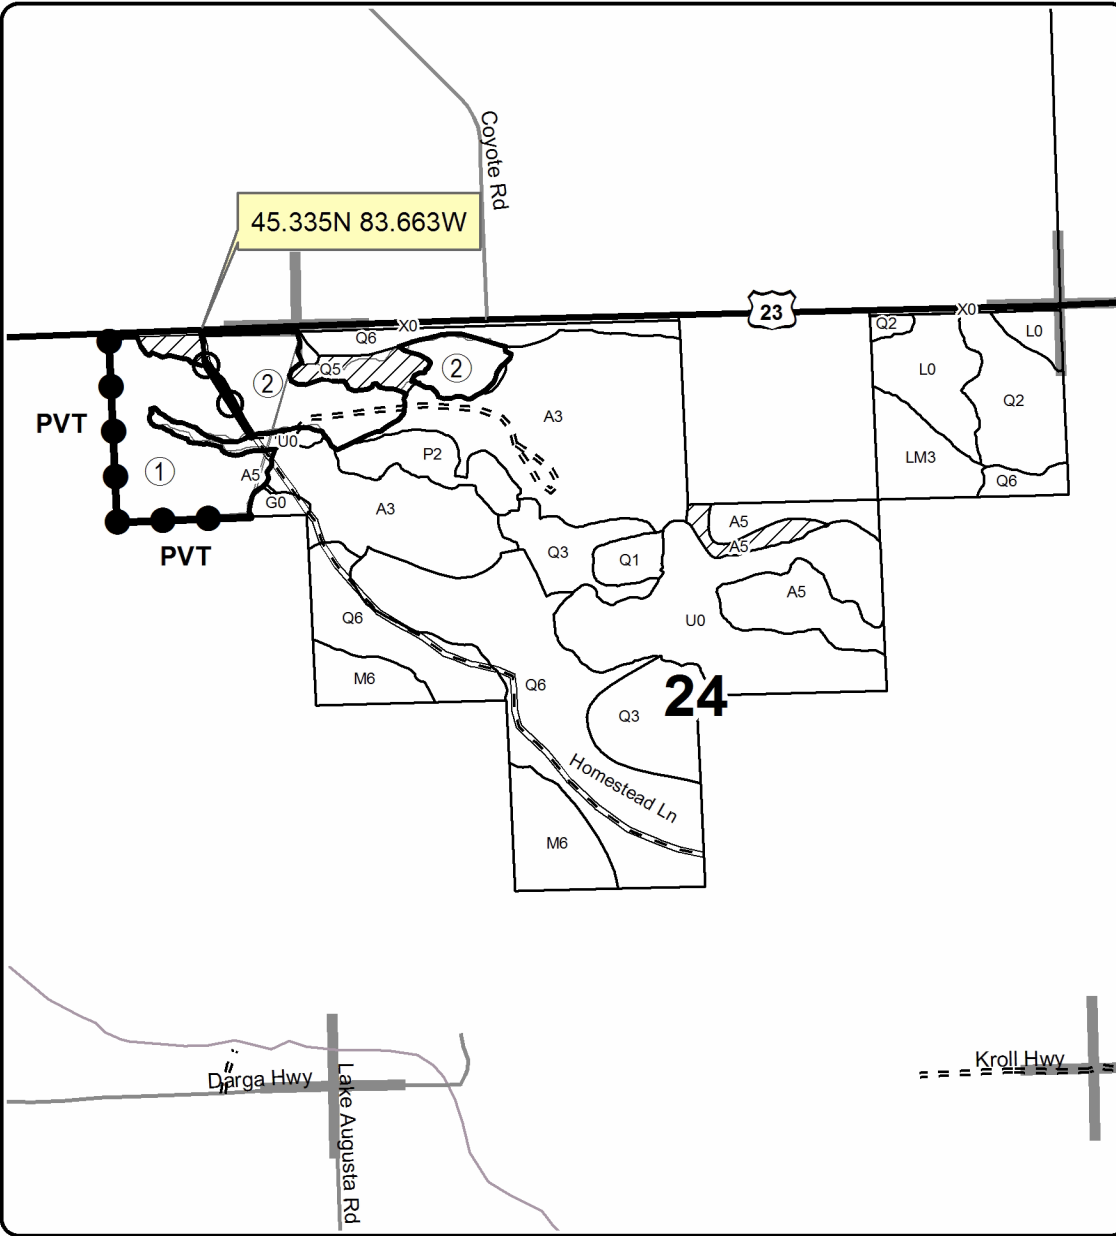 Coyote Rd
45.335N 83.663W
23
X0
X0
Q2
L0
Q6
L0
Q5
2
2
Q2
PVT
A3
U0
P2
LM3
1
A5
Q6
G0
A3
A5
A5
PVT
Q3
Q1
A5
Q6
U0
M6
Q6
24
Q3
Homestead Ln
M6
Darga Hwy
Lake Augusta Rd
Kroll Hwy